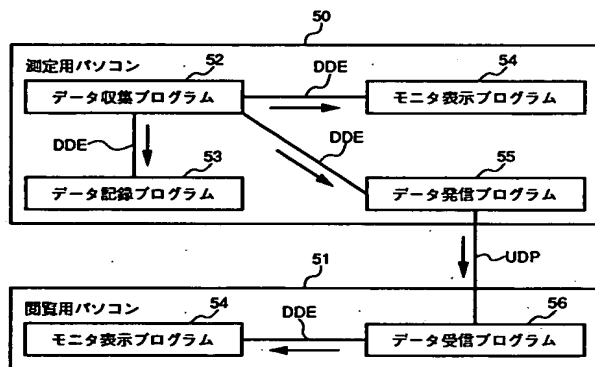 50
測定用パソコン
52
データ収集プログラム
DDE
54
モニタ表示プログラム
DDE
DDE
53
データ記録プログラム
55
データ発信プログラム
UDP
51
閲覧用パソコン
54
モニタ表示プログラム
DDE
56
データ受信プログラム